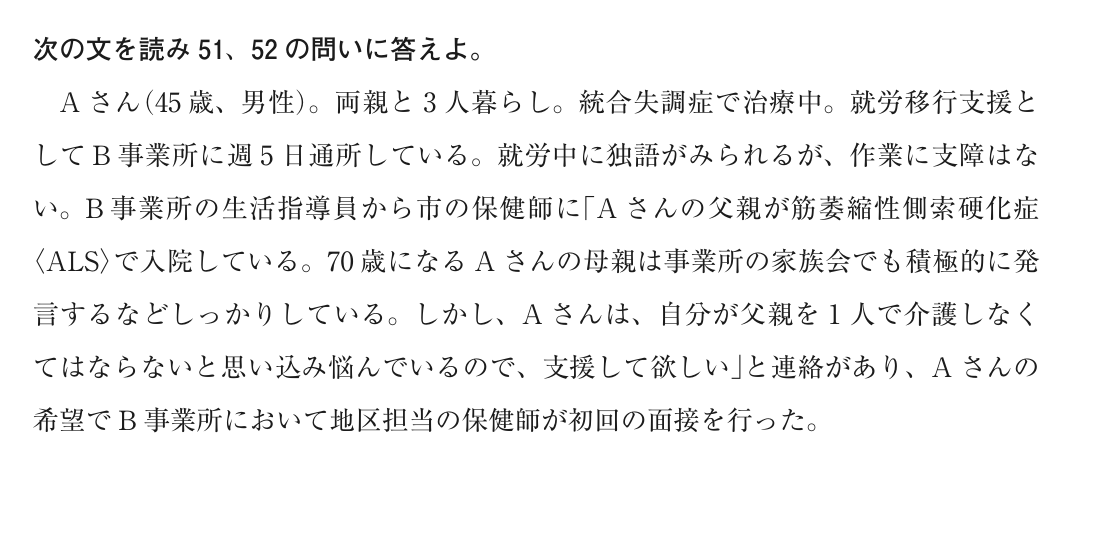 次の文を読み 51、52 の問いに答えよ。
A さん(45 歳、男性)。両親と 3 人暮らし。統合失調症で治療中。就労移行支援と
して B 事業所に週 5 日通所している。就労中に独語がみられるが、作業に支障はな
い。B 事業所の生活指導員から市の保健師に「A さんの父親が筋萎縮性側索硬化症
〈ALS〉で入院している。70 歳になる A さんの母親は事業所の家族会でも積極的に発
言するなどしっかりしている。しかし、A さんは、自分が父親を 1 人で介護しなく
てはならないと思い込み悩んでいるので、支援して欲しい」と連絡があり、A さんの
希望で B 事業所において地区担当の保健師が初回の面接を行った。